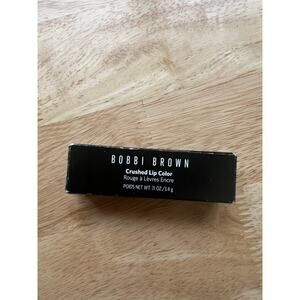 BOBBI BROWN
Crushed Lip Color
Rouge à Lèvres Encre
POIDS NET WT. .11 OZ/3.4 g